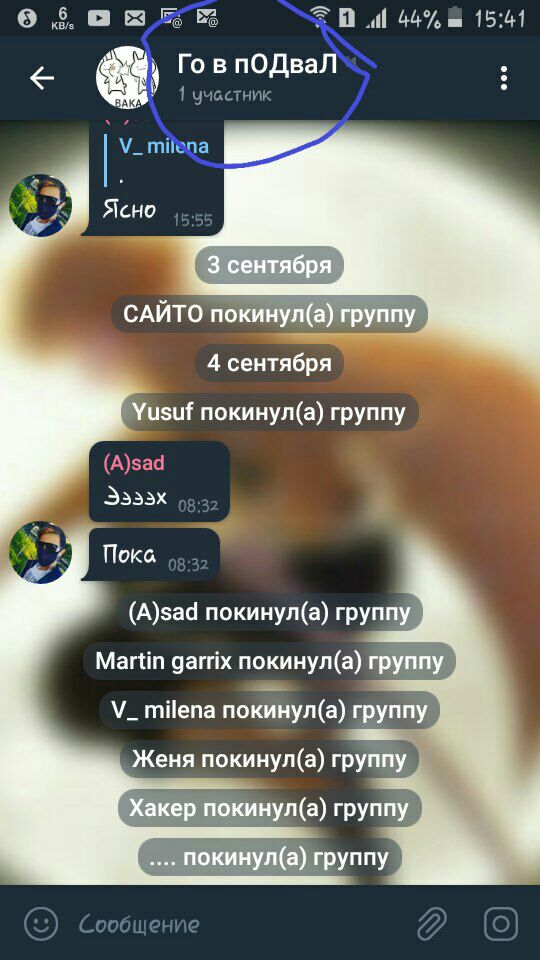 6
KB/s
1
44%
15:41
Го в пОДваЛ
1 участник
BAKA
V_ milena
.
Ясно 15:55
3 сентября
САЙТО покинул(а) группу
4 сентября
Yusuf покинул(а) группу
(A)sad
Ээээх 08:32
Пока 08:32
(A)sad покинул(а) группу
Martin garrix покинул(а) группу
V_ milena покинул(а) группу
Женя покинул(а) группу
Хакер покинул(а) группу
.... покинул(а) группу
Сообщение